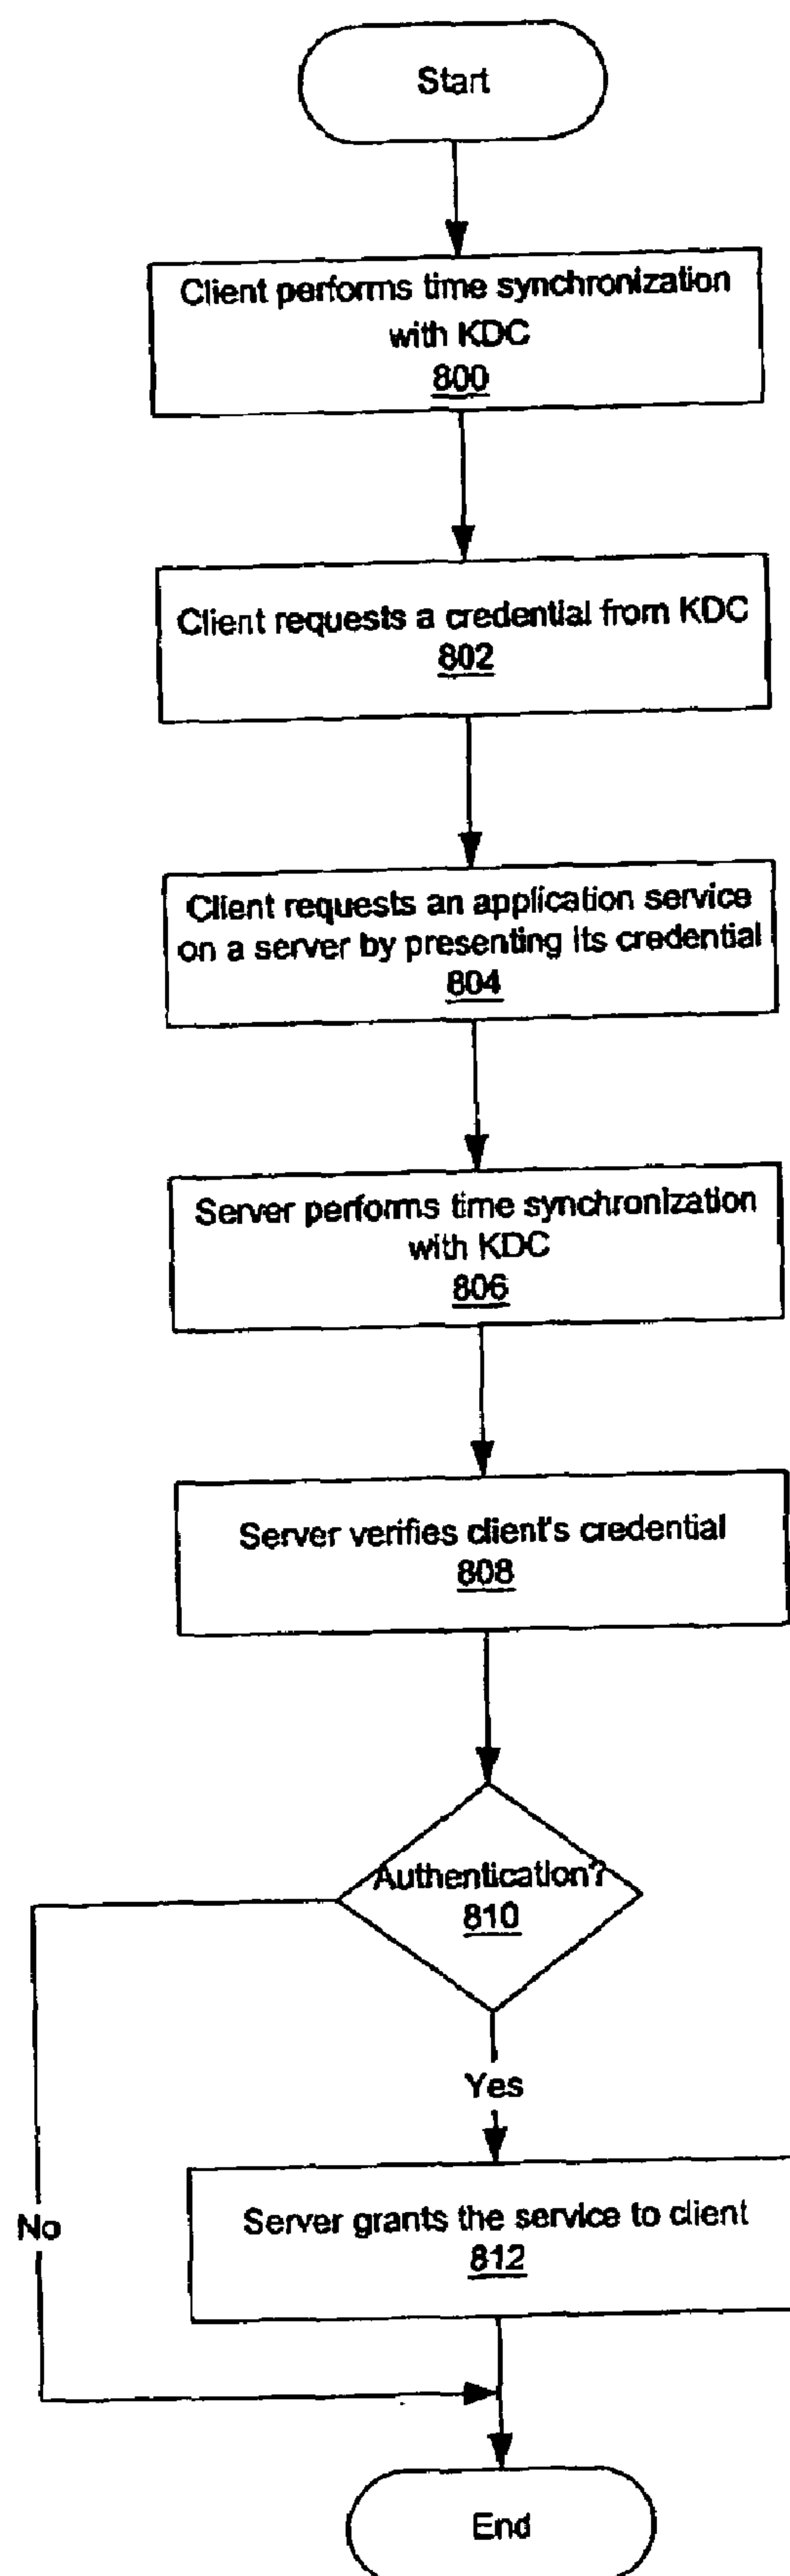 Start
Client performs time synchronization
with KDC
800
Client requests a credential from KDC
802
Client requests an application service
on a server by presenting its credential
804
Server performs time synchronization
with KDC
806
Server verifies client's credential
808
Authentication?
810
Yes
No
Server grants the service to client
812
End